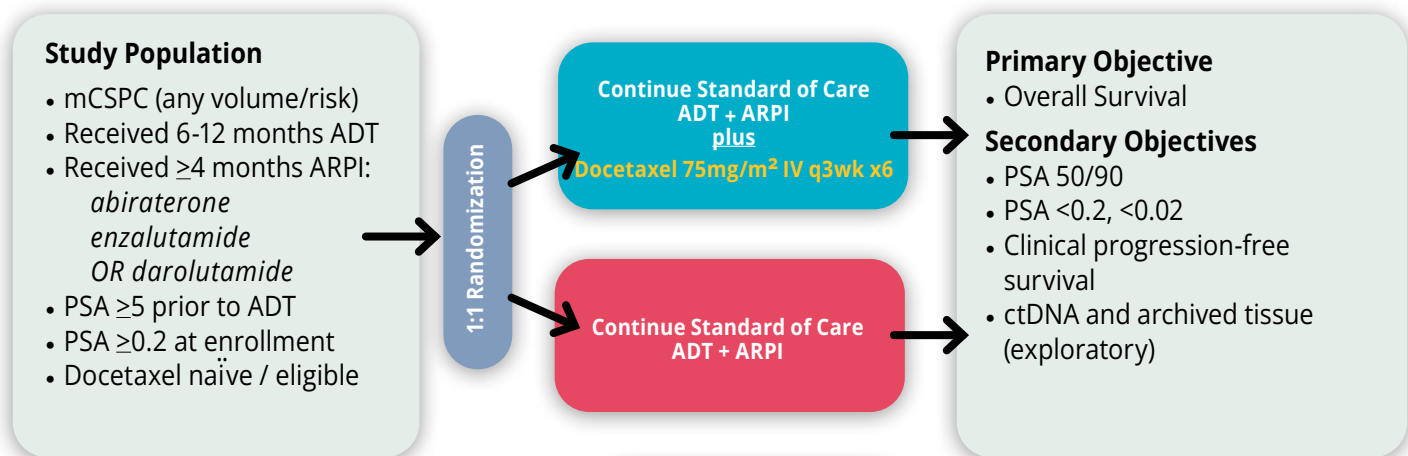 Study Population
• mCSPC (any volume/risk)
• Received 6-12 months ADT
• Received ≥4 months ARPI:
abiraterone
enzalutamide
OR darolutamide
• PSA ≥5 prior to ADT
• PSA ≥0.2 at enrollment
• Docetaxel naïve / eligible
1:1 Randomization
Continue Standard of Care
ADT + ARPI
plus
Docetaxel 75mg/m² IV q3wk x6
Continue Standard of Care
ADT + ARPI
Primary Objective
• Overall Survival
Secondary Objectives
• PSA 50/90
• PSA <0.2, <0.02
• Clinical progression-free
survival
• ctDNA and archived tissue
(exploratory)